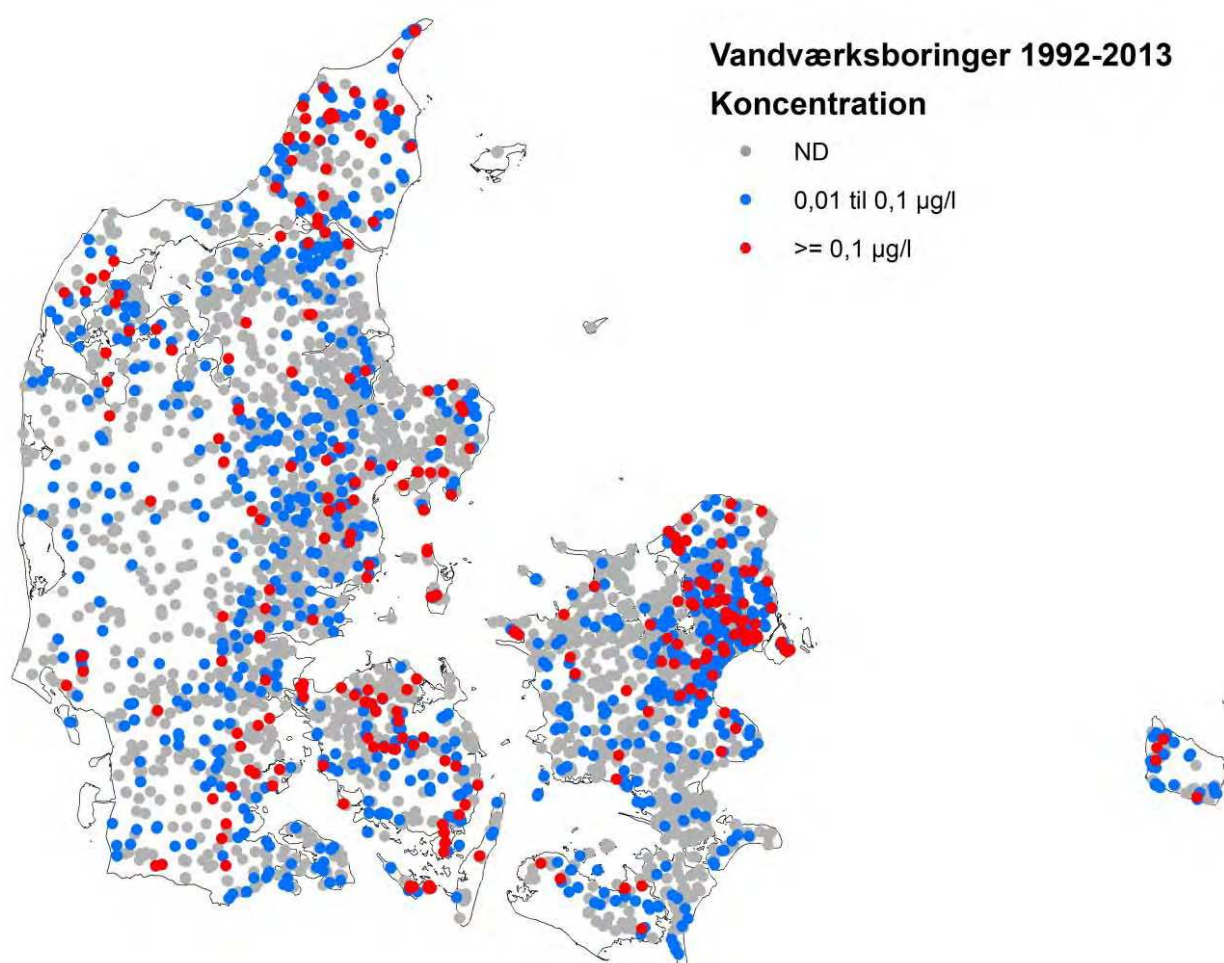 Vandværksboringer 1992-2013
Koncentration
ND
0,01 til 0,1 µg/l
>= 0,1 µg/l